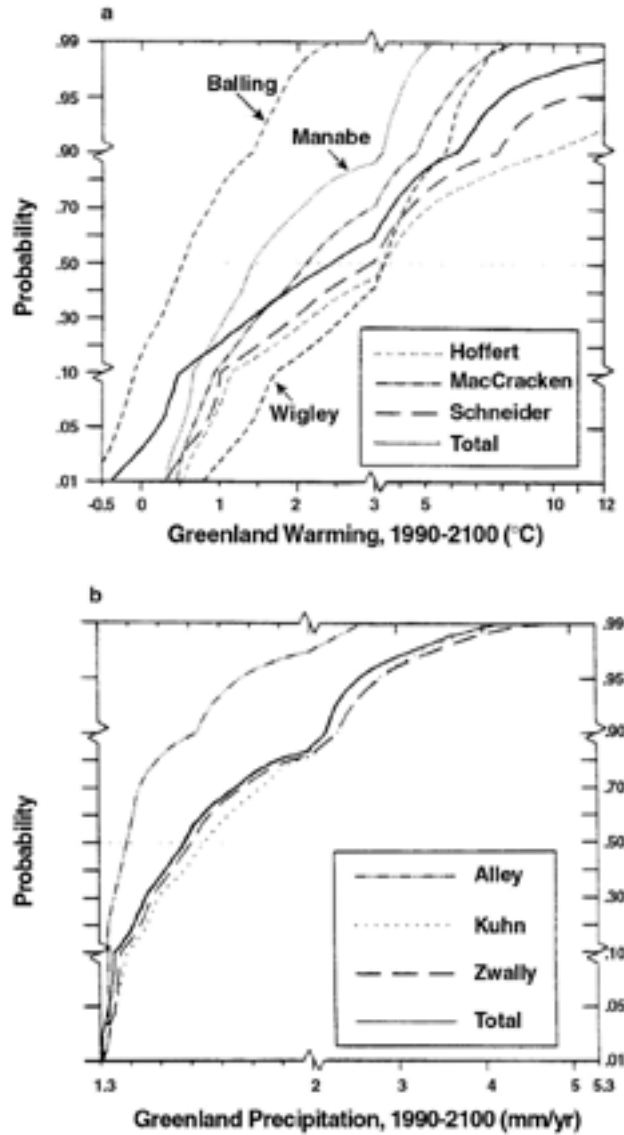 a
.99
.95
.90
.70
.50
.30
.10
.05
.01
Probability
Balling
Manabe
Wigley
Hoffert
MacCracken
Schneider
Total
-0.5 0 1 2 3 5 10 12
Greenland Warming, 1990-2100 (°C)
b
.99
.95
.90
.70
.50
.30
.10
.05
.01
Probability
Alley
Kuhn
Zwally
Total
1.3 2 3 4 5 5.3
Greenland Precipitation, 1990-2100 (mm/yr)